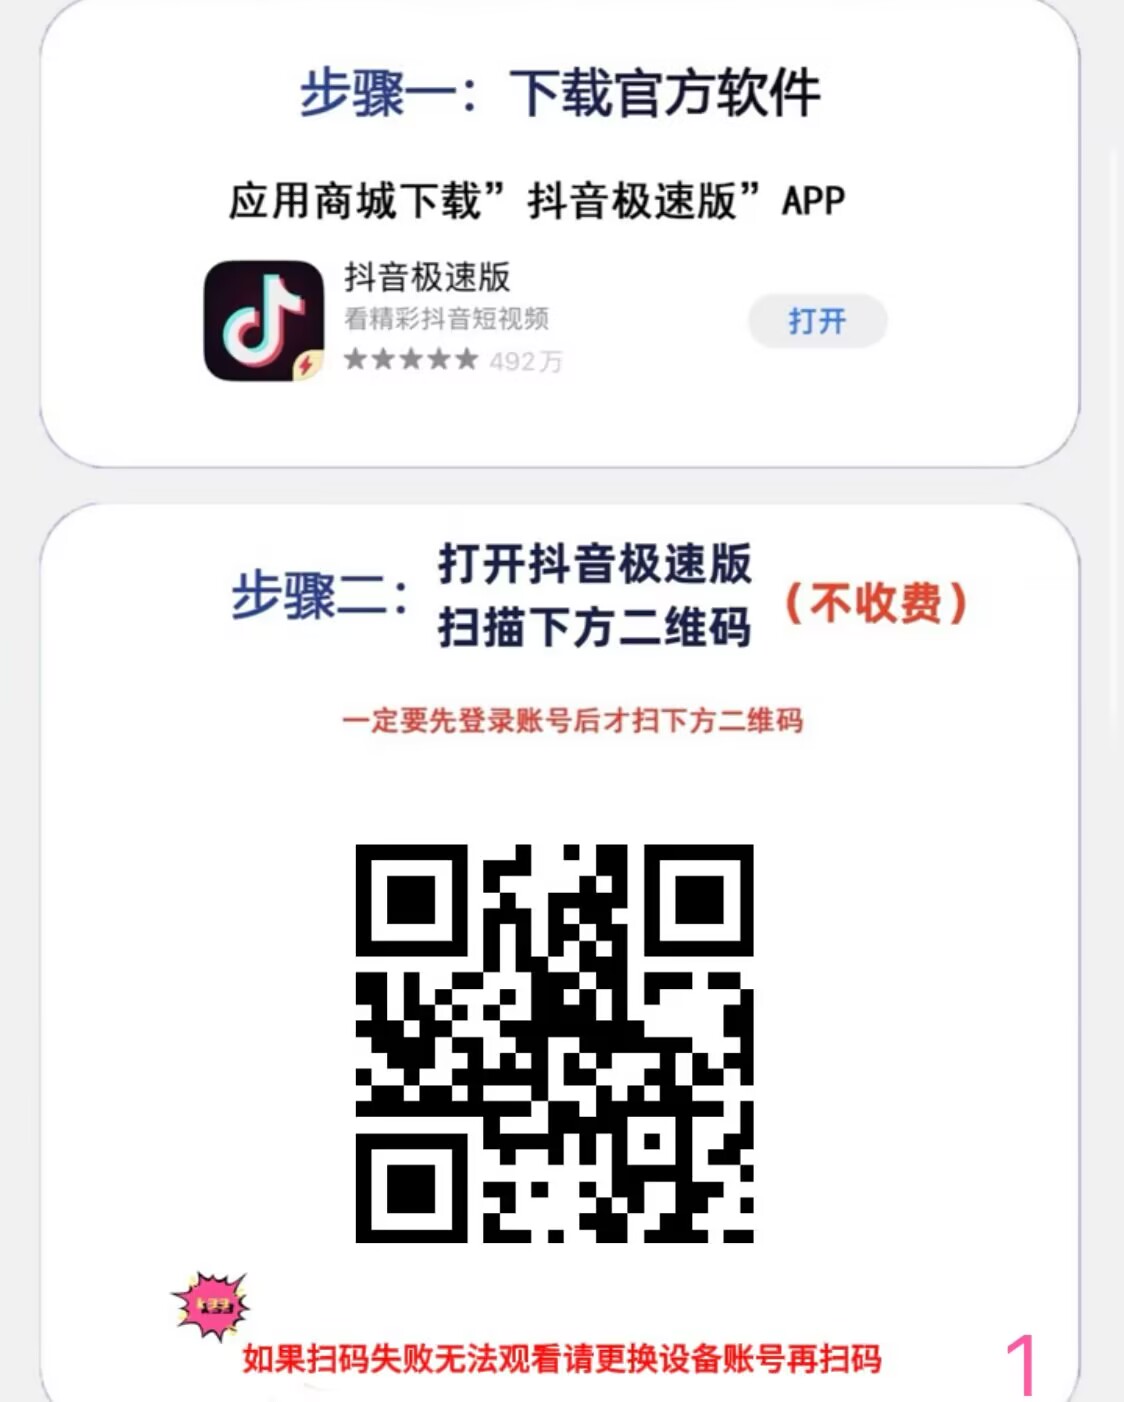 步骤一：下载官方软件
应用商城下载”抖音极速版”APP
抖音极速版
看精彩抖音短视频
打开
★★★★★ 492万
步骤二：
打开抖音极速版
扫描下方二维码
（不收费）
一定要先登录账号后才扫下方二维码
如果扫码失败无法观看请更换设备账号再扫码
1